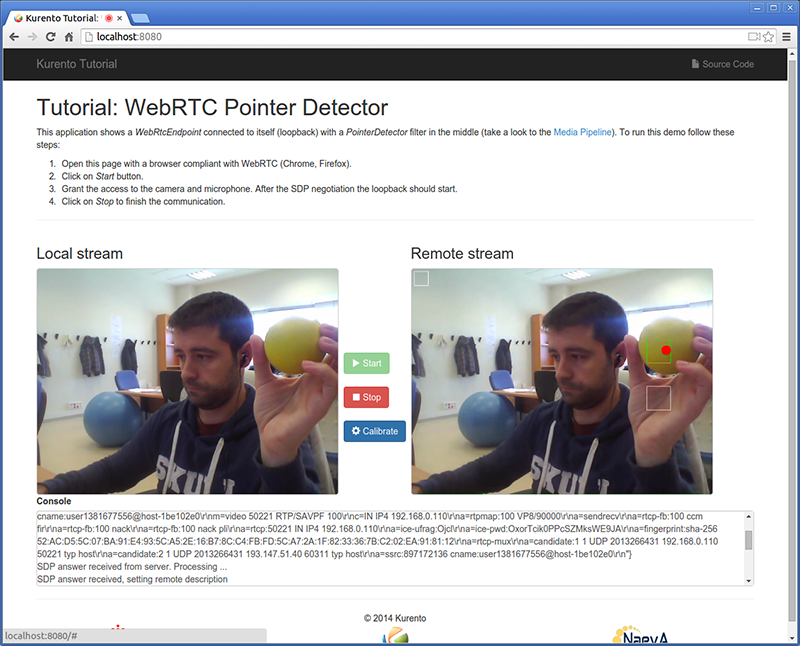 Kurento Tutorial:
localhost:8080
Kurento Tutorial
Source Code
Tutorial: WebRTC Pointer Detector
This application shows a WebRtcEndpoint connected to itself (loopback) with a PointerDetector filter in the middle (take a look to the Media Pipeline). To run this demo follow these
steps:
1. Open this page with a browser compliant with WebRTC (Chrome, Firefox).
2. Click on Start button.
3. Grant the access to the camera and microphone. After the SDP negotiation the loopback should start.
4. Click on Stop to finish the communication.
Local stream
Remote stream
Start
Stop
Calibrate
Console
cname:user1381677556@host-1be102e0\r\nm=video 50221 RTP/SAVPF 100\r\nc=IN IP4 192.168.0.110\r\na=rtpmap:100 VP8/90000\r\na=sendrecv\r\na=rtcp-fb:100 ccm
fir\r\na=rtcp-fb:100 nack\r\na=rtcp-fb:100 nack pli\r\na=rtcp:50221 IN IP4 192.168.0.110\r\na=ice-ufrag:Ojcl\r\na=ice-pwd:OxorTcik0PPcSZMksWE9JA\r\na=fingerprint:sha-256
52:AC:D5:5C:07:BA:91:E4:93:5C:A5:2E:16:B7:8C:C4:FB:FD:5C:A7:2A:1F:82:33:36:7B:C2:02:EA:91:81:12\r\na=rtcp-mux\r\na=candidate:1 1 UDP 2013266431 192.168.0.110
50221 typ host\r\na=candidate:2 1 UDP 2013266431 193.147.51.40 60311 typ host\r\na=ssrc:897172136 cname:user1381677556@host-1be102e0\r\n"}
SDP answer received from server. Processing ...
SDP answer received, setting remote description
© 2014 Kurento
localhost:8080/#
Naeva